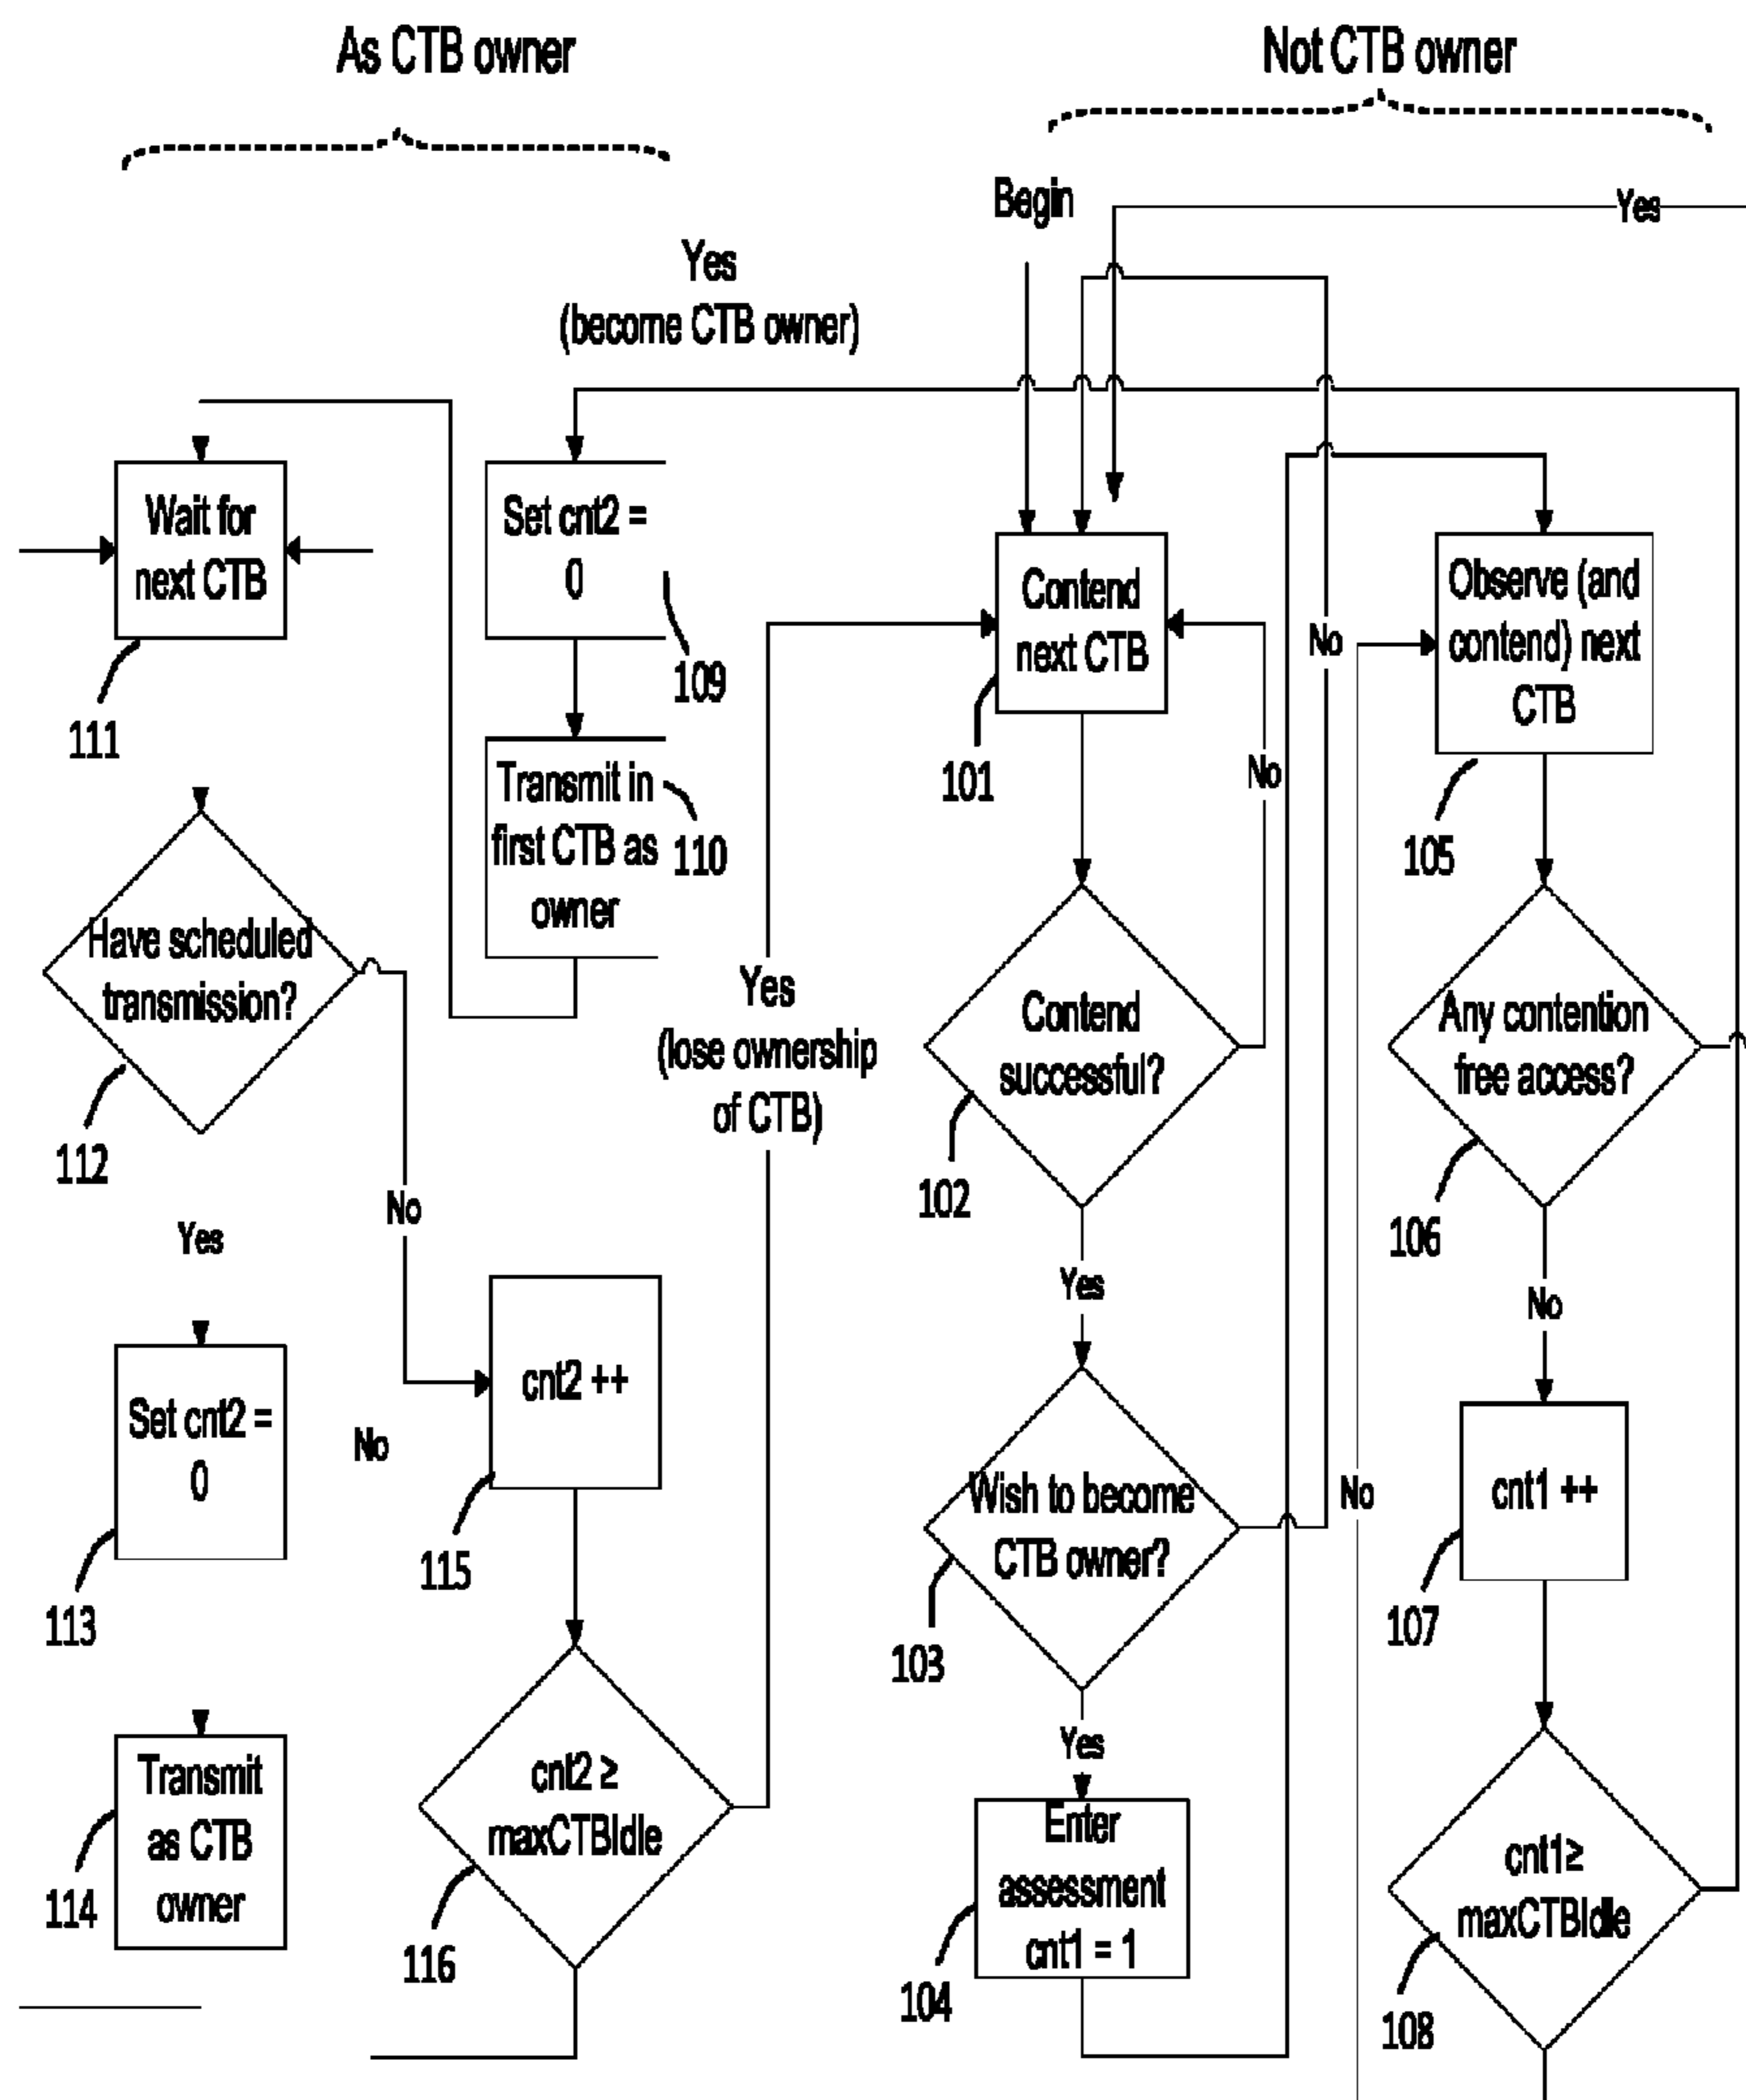 As CTB owner
Not CTB owner
Begin
Yes
Yes
(become CTB owner)
Wait for
next CTB
111
Set cnt2 =
0
109
Transmit in
first CTB as
owner
110
Have scheduled
transmission?
112
No
Yes
Set cnt2 =
0
113
No
Transmit
as CTB
owner
114
cnt2 ++
115
cnt2 ≥
maxCTBIdle
116
Yes
(lose ownership
of CTB)
Contend
next CTB
101
No
Contend
successful?
102
Yes
Wish to become
CTB owner?
103
No
Yes
Enter
assessment
cnt1 = 1
104
Observe (and
contend) next
CTB
105
Any contention
free access?
106
No
cnt1 ++
107
No
cnt1≥
maxCTBIdle
108